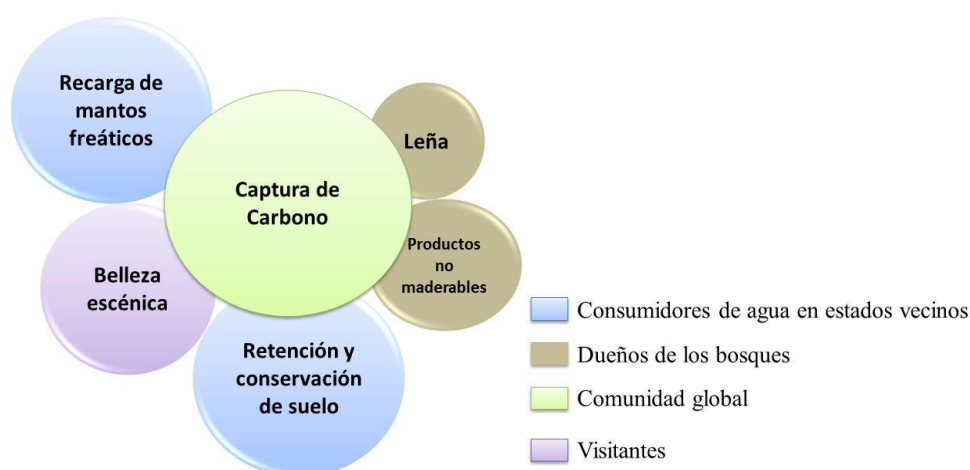 Recarga de
mantos
freáticos
Leña
Captura de
Carbono
Productos
no
maderables
Belleza
escénica
Retención y
conservación
de suelo
Consumidores de agua en estados vecinos
Dueños de los bosques
Comunidad global
Visitantes